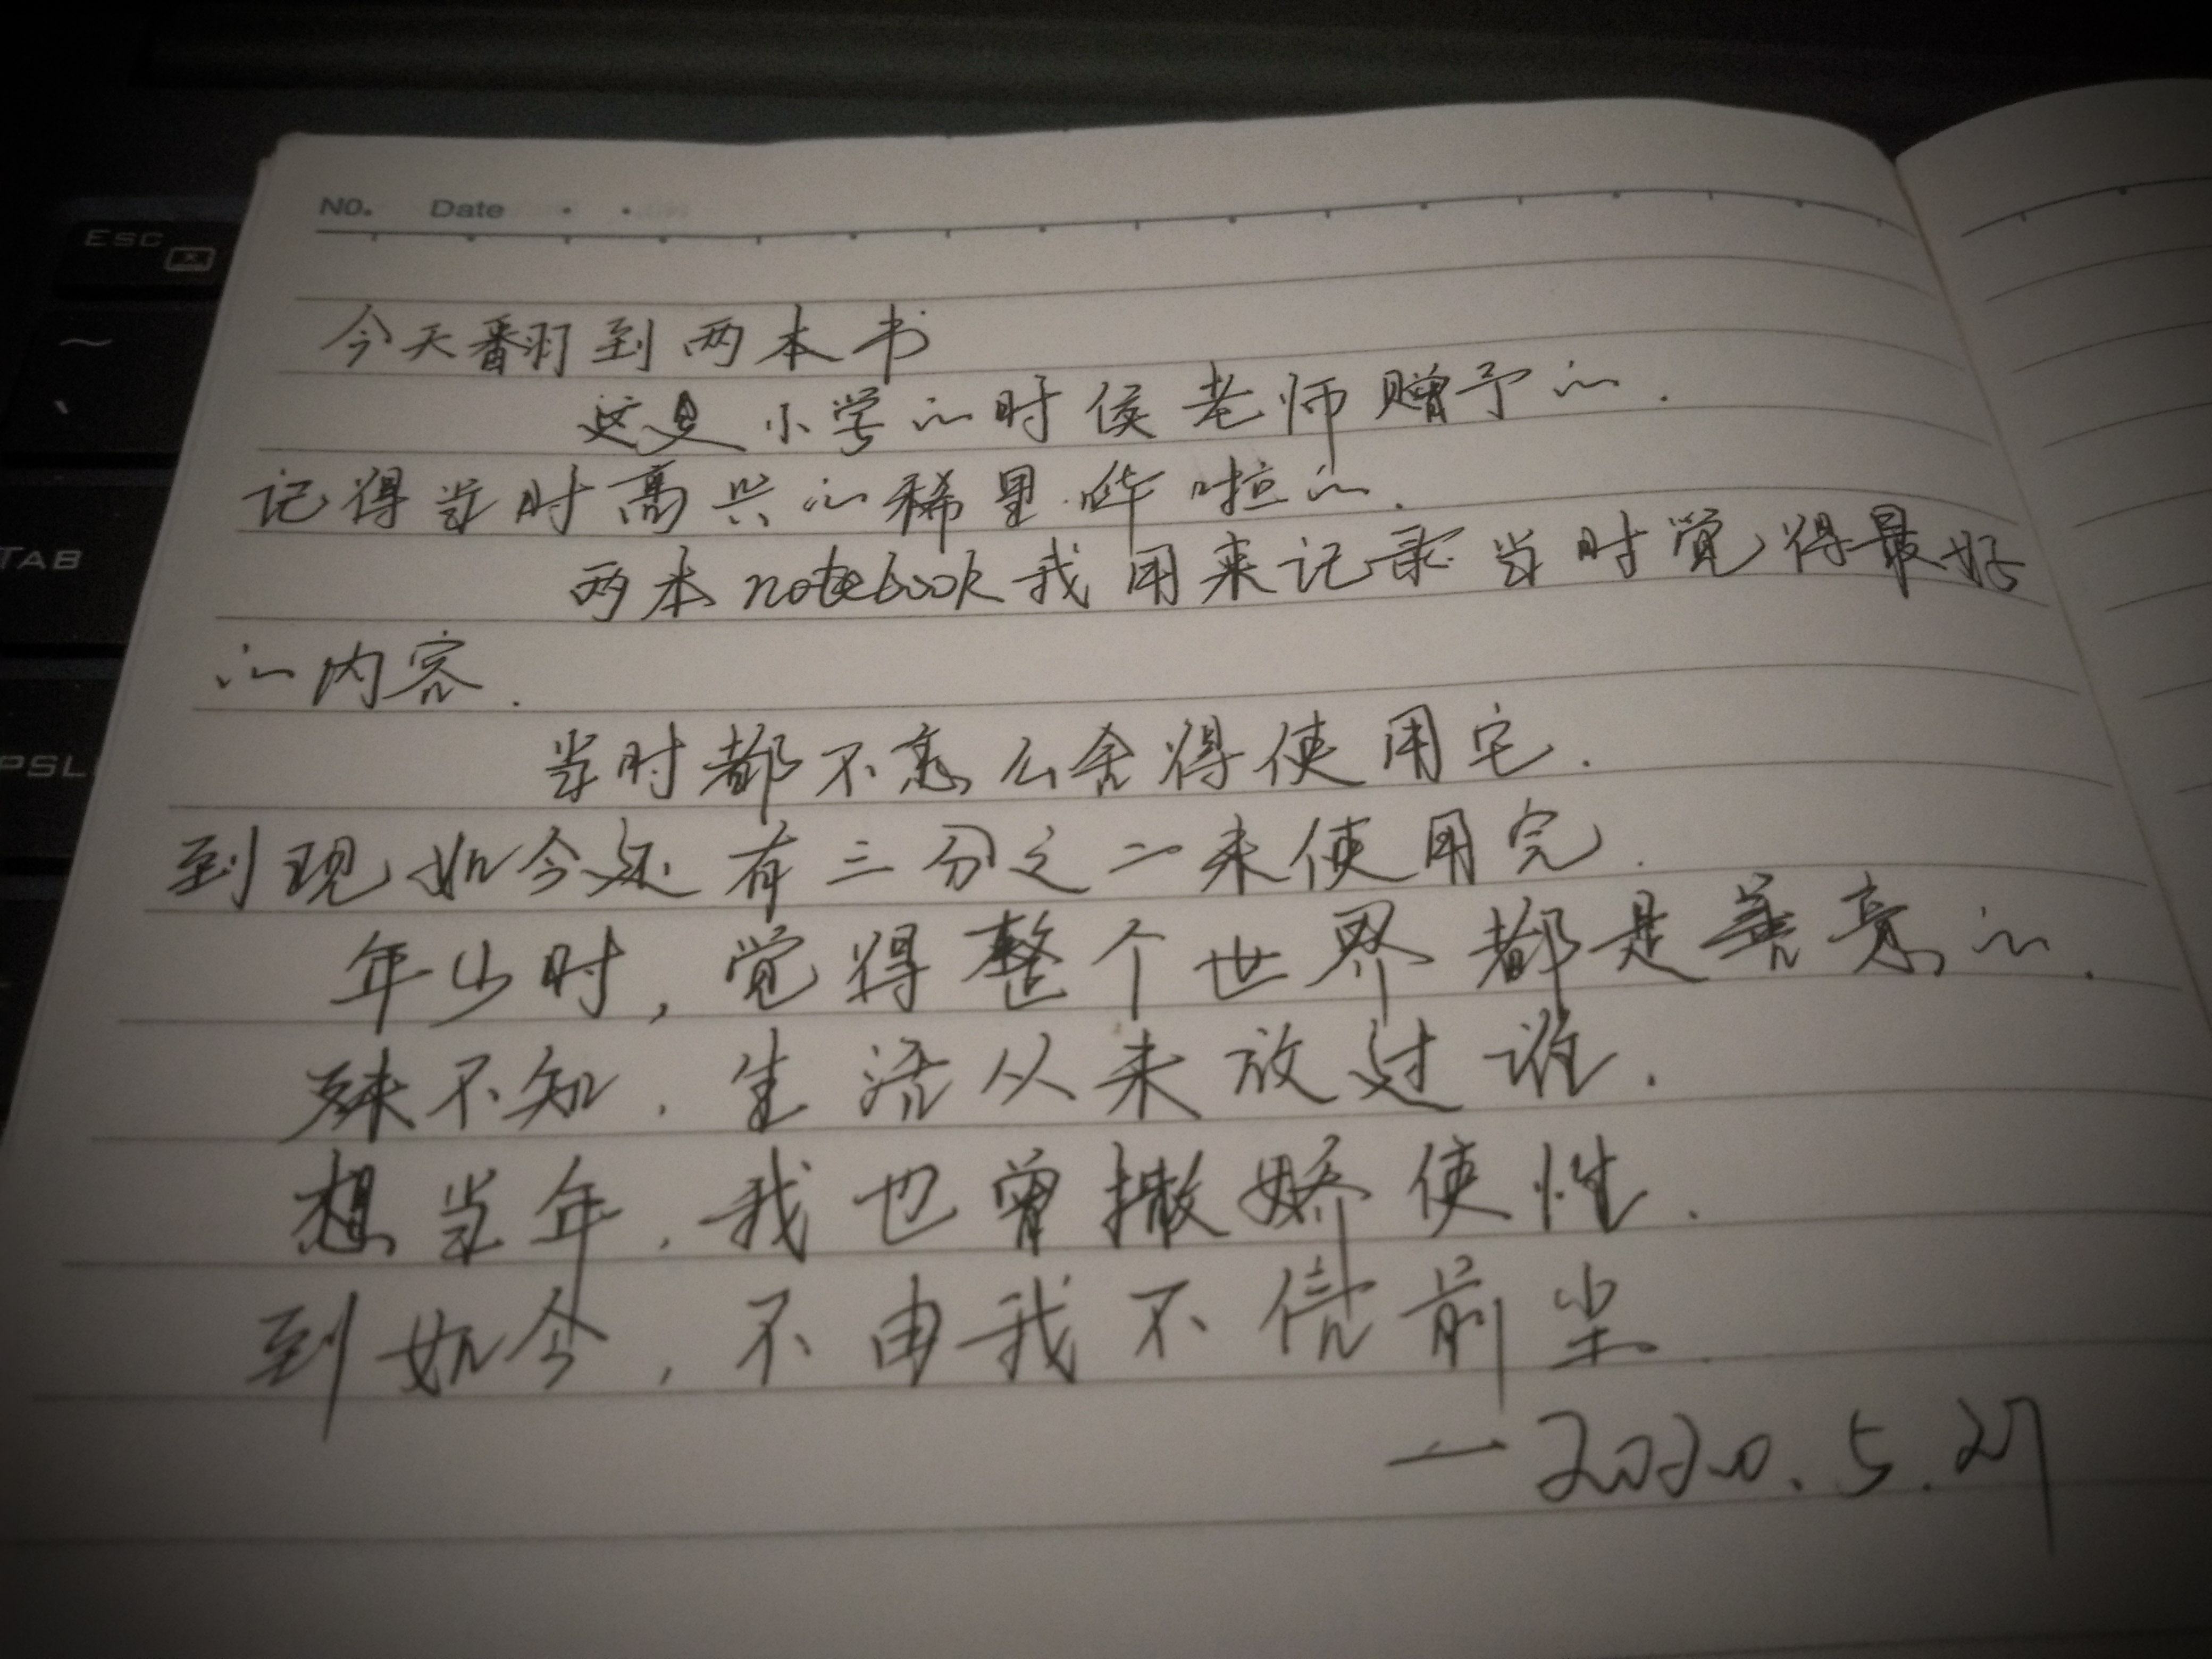 NO. Date
ESC
~
、
TAB
PSL
今天翻到两本书
这是小学的时侯老师赠予的.
记得当时高兴的稀里哗啦的.
两本notebook我用来记录当时觉得最好
的内容.
当时都不怎么舍得使用它.
到现如今还有三分之二未使用完.
年少时,觉得整个世界都是善意的.
殊不知,生活从未放过谁.
想当年,我也曾撒娇使性.
到如今,不由我不信前尘.
—2020.5.27